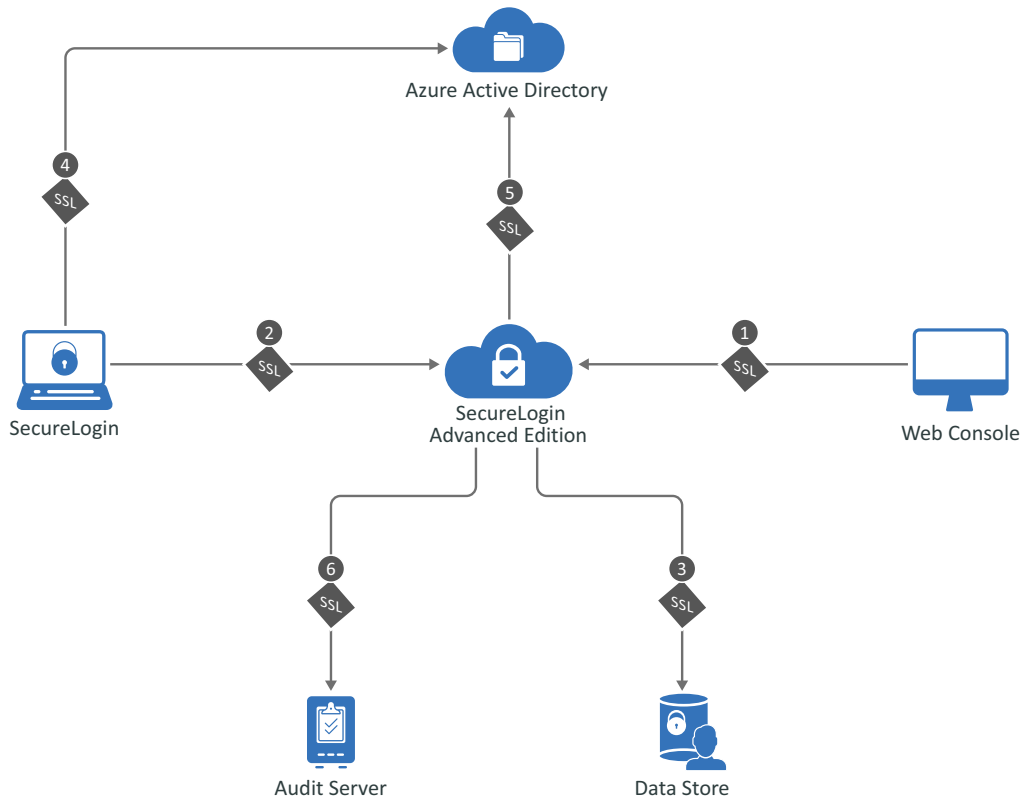 Azure Active Directory
4
SSL
5
SSL
2
SSL
1
SSL
SecureLogin
SecureLogin
Advanced Edition
Web Console
6
SSL
3
SSL
Audit Server
Data Store